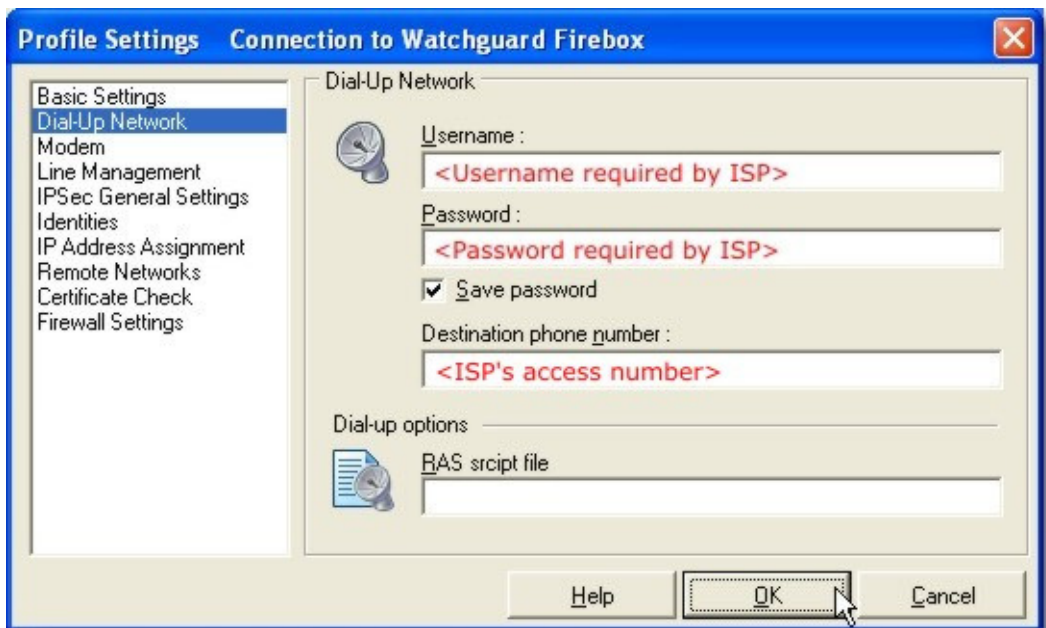 Profile Settings Connection to Watchguard Firebox
Basic Settings
Dial-Up Network
Modem
Line Management
IPSec General Settings
Identities
IP Address Assignment
Remote Networks
Certificate Check
Firewall Settings
Dial-Up Network
Username :
<Username required by ISP>
Password :
<Password required by ISP>
Save password
Destination phone number :
<ISP's access number>
Dial-up options
RAS srcipt file
Help OK Cancel